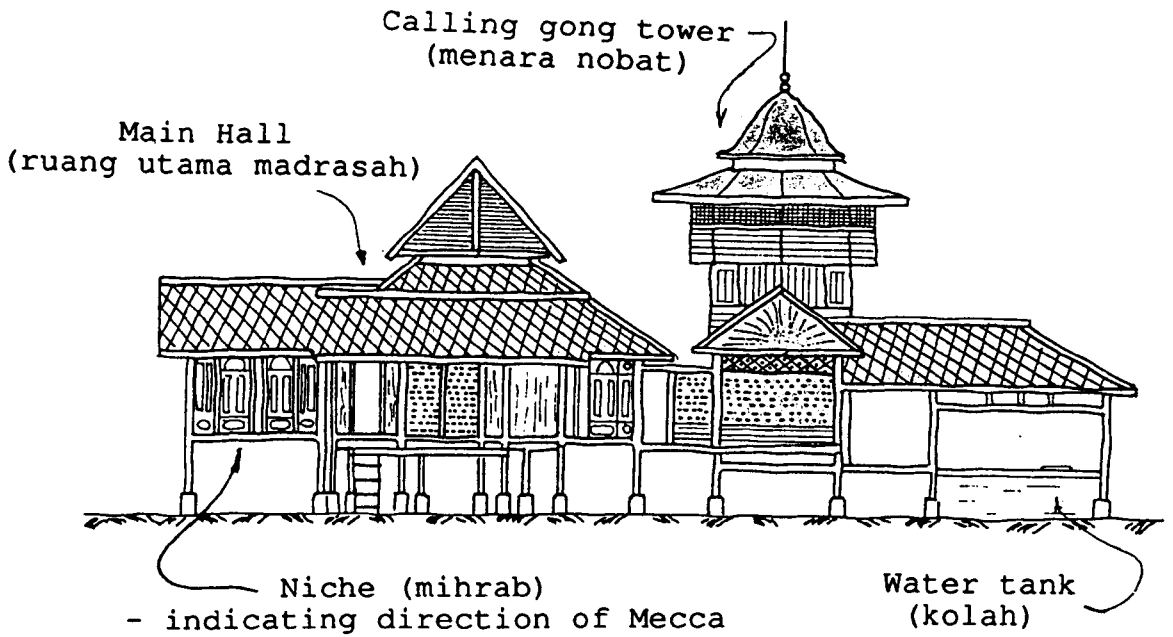 Calling gong tower
(menara nobat)
Main Hall
(ruang utama madrasah)
Niche (mihrab)
- indicating direction of Mecca
Water tank
(kolah)